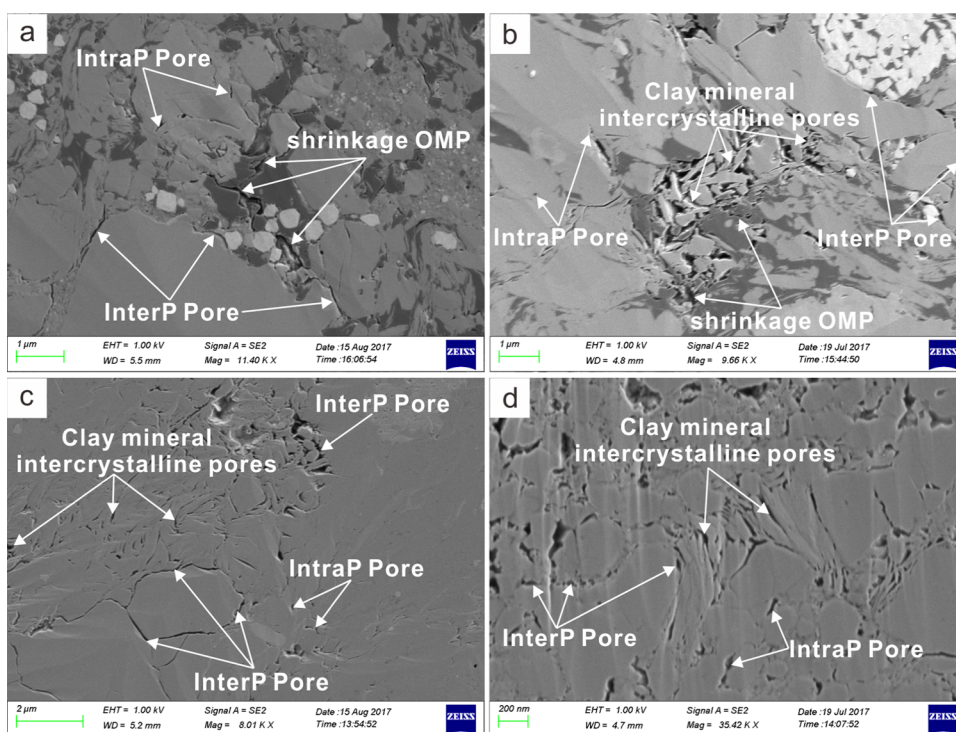 a
IntraP Pore
shrinkage OMP
InterP Pore
1 µm
EHT = 1.00 kV
Signal A = SE2
Date :15 Aug 2017
WD = 5.5 mm
Mag = 11.40 K X
Time :16:06:54
ZEISS
b
Clay mineral
intercrystalline pores
IntraP Pore
InterP Pore
shrinkage OMP
1 µm
EHT = 1.00 kV
Signal A = SE2
Date :19 Jul 2017
WD = 4.8 mm
Mag = 9.66 K X
Time :15:44:50
ZEISS
c
InterP Pore
Clay mineral
intercrystalline pores
IntraP Pore
InterP Pore
2 µm
EHT = 1.00 kV
Signal A = SE2
Date :15 Aug 2017
WD = 5.2 mm
Mag = 8.01 K X
Time :13:54:52
ZEISS
d
Clay mineral
intercrystalline pores
InterP Pore
IntraP Pore
200 nm
EHT = 1.00 kV
Signal A = SE2
Date :19 Jul 2017
WD = 4.7 mm
Mag = 35.42 K X
Time :14:07:52
ZEISS